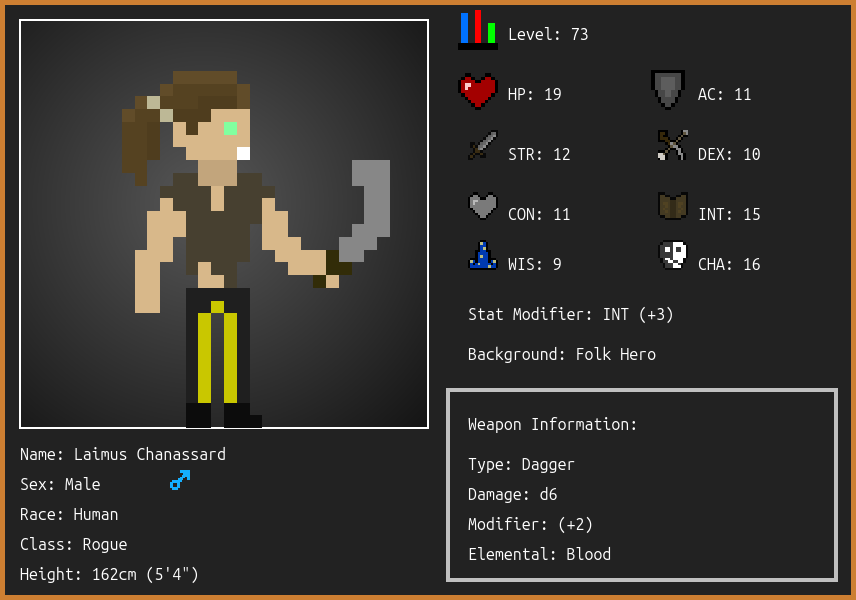 Level: 73
HP: 19
AC: 11
STR: 12
DEX: 10
CON: 11
INT: 15
WIS: 9
CHA: 16
Stat Modifier: INT (+3)
Background: Folk Hero
Weapon Information:
Type: Dagger
Damage: d6
Modifier: (+2)
Elemental: Blood
Name: Laimus Chanassard
Sex: Male
Race: Human
Class: Rogue
Height: 162cm (5'4")